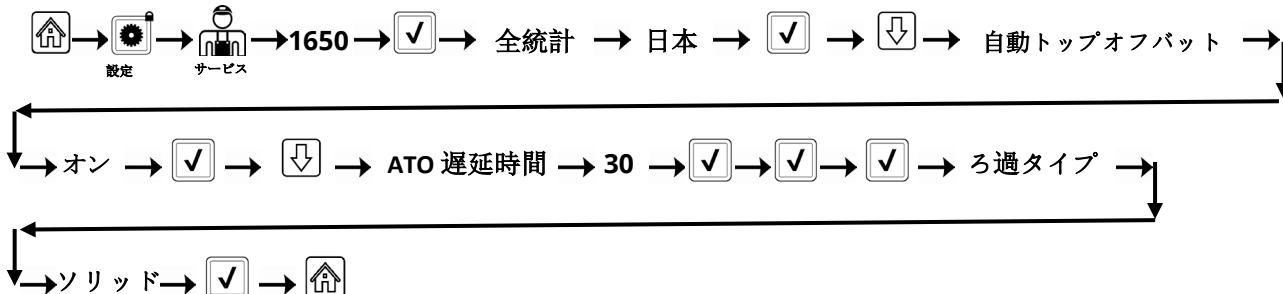 1650 全統計 日本 自動トップオフバット
設定 サービス
オン ATO 遅延時間 30 ろ過タイプ
ソリッド